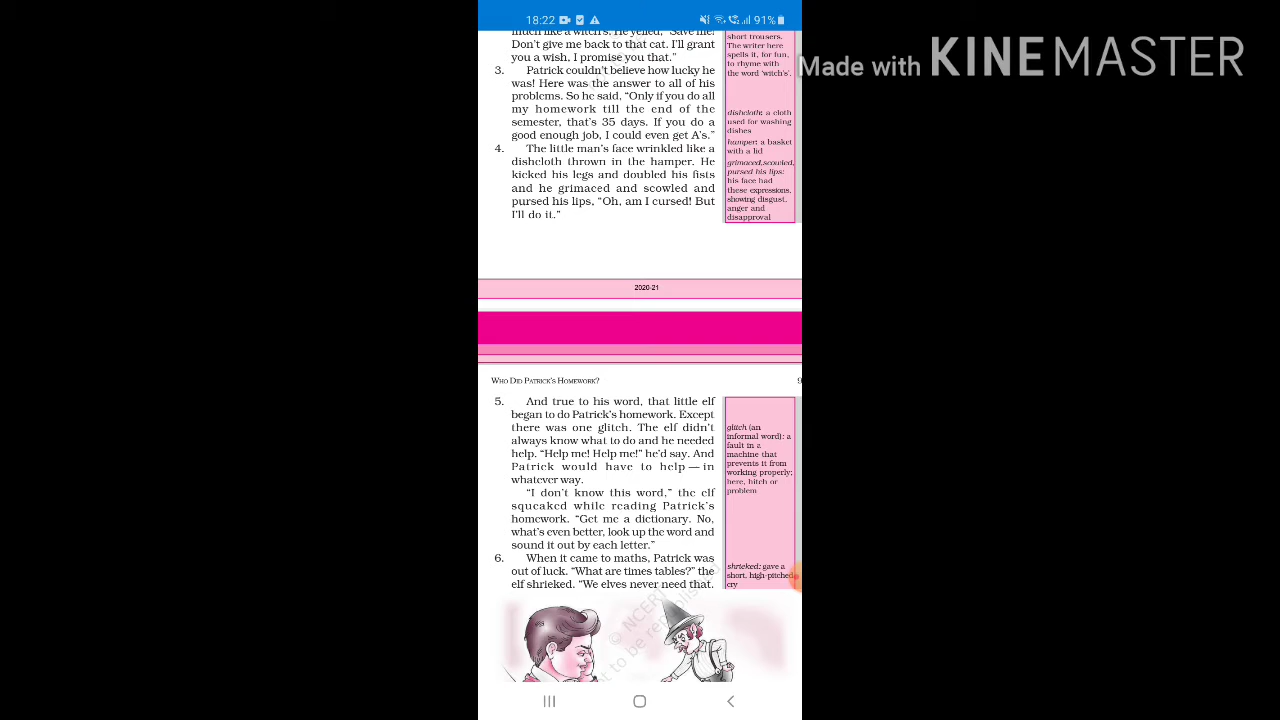 18:22
91%
Made with KINEMASTER
much like a witch's. He yelled, "Save me!
Don't give me back to that cat. I'll grant
you a wish, I promise you that."
3. Patrick couldn't believe how lucky he
was! Here was the answer to all of his
problems. So he said, "Only if you do all
my homework till the end of the
semester, that's 35 days. If you do a
good enough job, I could even get A's."
4. The little man's face wrinkled like a
dishcloth thrown in the hamper. He
kicked his legs and doubled his fists
and he grimaced and scowled and
pursed his lips, "Oh, am I cursed! But
I'll do it."
short trousers.
The writer here
spells it, for fun,
to rhyme with
the word 'witch's'.
dishcloth: a cloth
used for washing
dishes
hamper: a basket
with a lid
grimaced, scowled,
pursed his lips:
his face had
these expressions,
showing disgust,
anger and
disapproval
2020-21
WHO DID PATRICK'S HOMEWORK?
9
5. And true to his word, that little elf
began to do Patrick's homework. Except
there was one glitch. The elf didn't
always know what to do and he needed
help. "Help me! Help me!" he'd say. And
Patrick would have to help — in
whatever way.
"I don't know this word," the elf
squeaked while reading Patrick's
homework. "Get me a dictionary. No,
what's even better, look up the word and
sound it out by each letter."
6. When it came to maths, Patrick was
out of luck. "What are times tables?" the
elf shrieked. "We elves never need that.
glitch (an
informal word): a
fault in a
machine that
prevents it from
working properly;
here, hitch or
problem
shrieked: gave a
short, high-pitched
cry
© NCERT
not to be republished